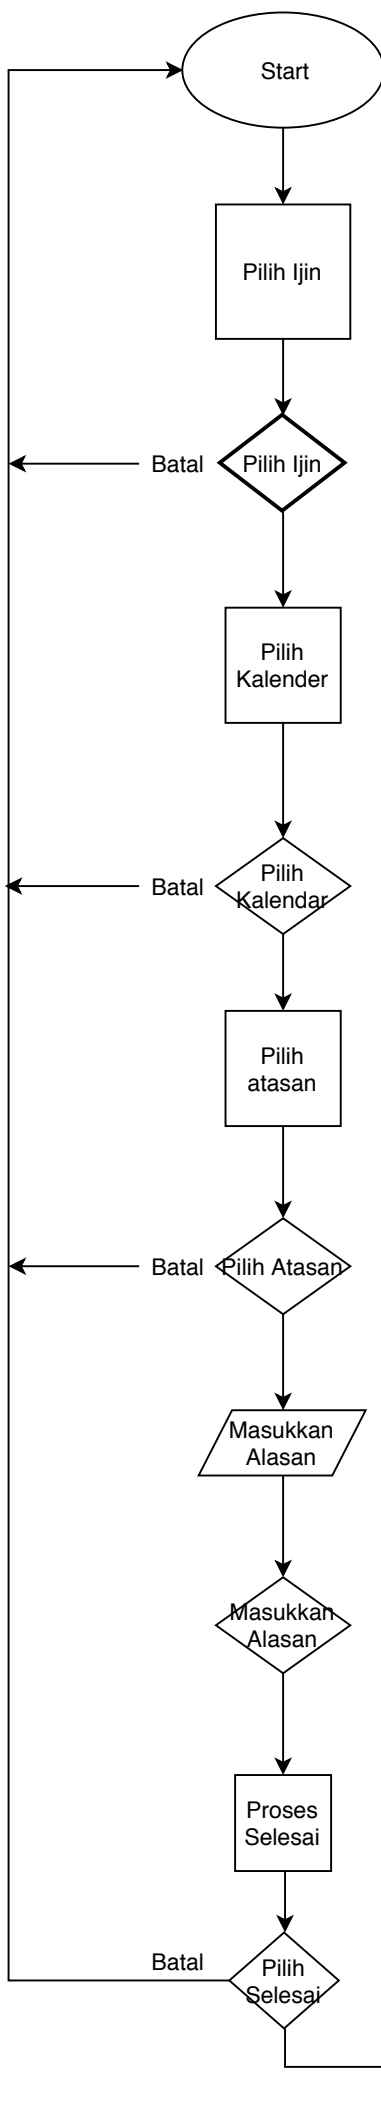 Start
Pilih Ijin
Batal
Pilih Ijin
Pilih
Kalender
Batal
Pilih
Kalendar
Pilih
atasan
Batal
Pilih Atasan
Masukkan
Alasan
Masukkan
Alasan
Proses
Selesai
Batal
Pilih
Selesai